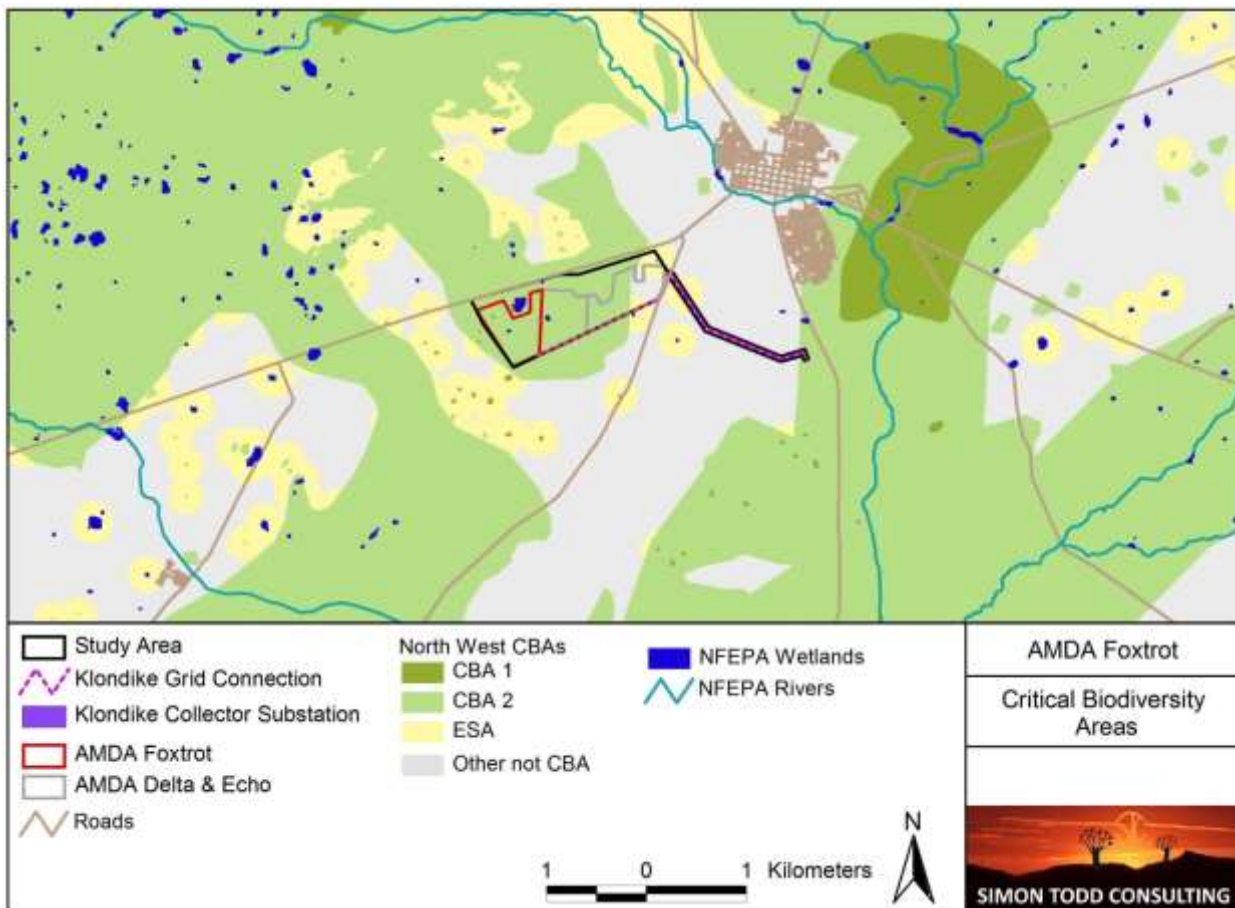 Study Area
Klondike Grid Connection
Klondike Collector Substation
AMDA Foxtrot
AMDA Delta & Echo
Roads
North West CBAs
CBA 1
CBA 2
ESA
Other not CBA
NFEPA Wetlands
NFEPA Rivers
1 0 1 Kilometers
N
AMDA Foxtrot
Critical Biodiversity
Areas
SIMON TODD CONSULTING